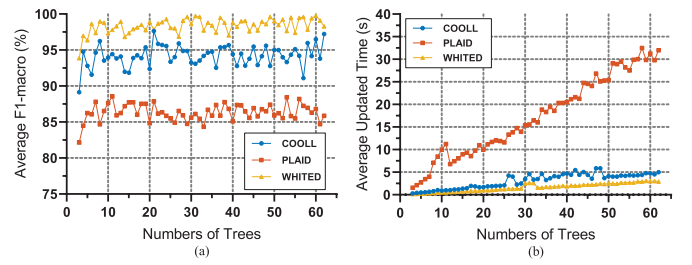 Average F1-macro (%)
100
95
90
85
80
75
0 10 20 30 40 50 60
Numbers of Trees
COOLL
PLAID
WHITED
(a)
Average Updated Time (s)
40
35
30
25
20
15
10
5
0
0 10 20 30 40 50 60
Numbers of Trees
COOLL
PLAID
WHITED
(b)